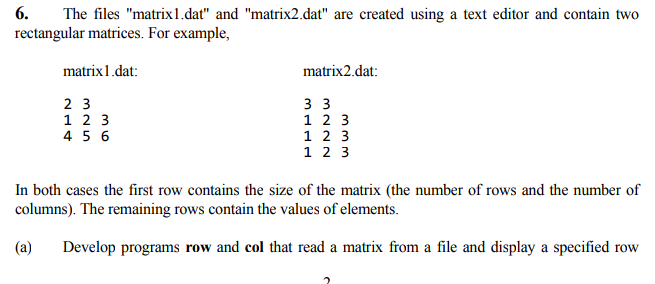 6. The files "matrix1.dat" and "matrix2.dat" are created using a text editor and contain two
rectangular matrices. For example,
matrix1.dat: matrix2.dat:
2 3 3 3
1 2 3 1 2 3
4 5 6 1 2 3
1 2 3
In both cases the first row contains the size of the matrix (the number of rows and the number of
columns). The remaining rows contain the values of elements.
(a) Develop programs row and col that read a matrix from a file and display a specified row